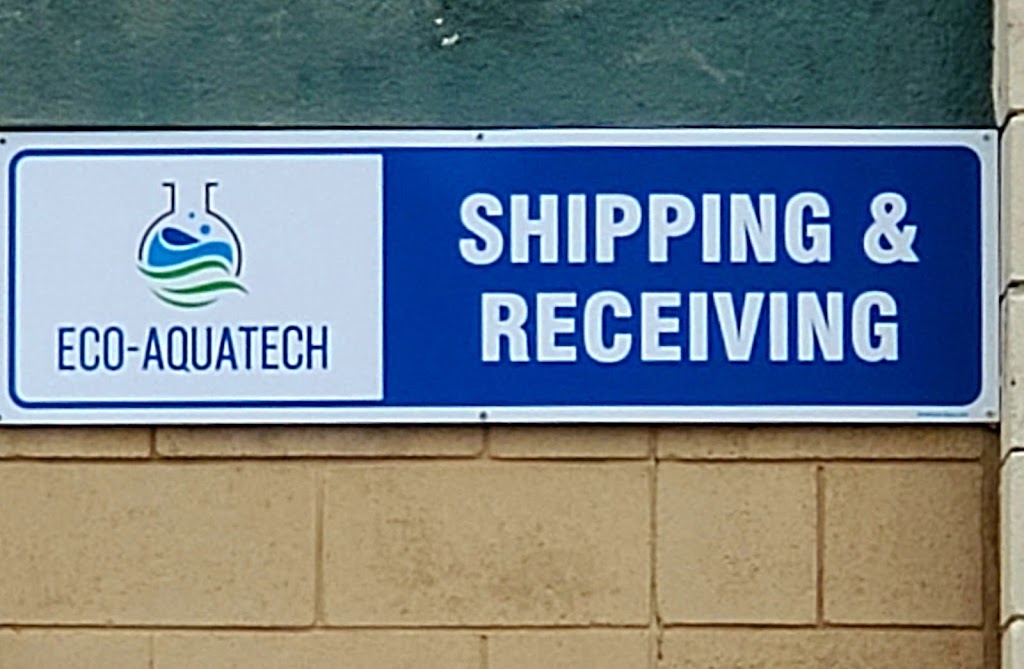 ECO-AQUATECH
SHIPPING &
RECEIVING